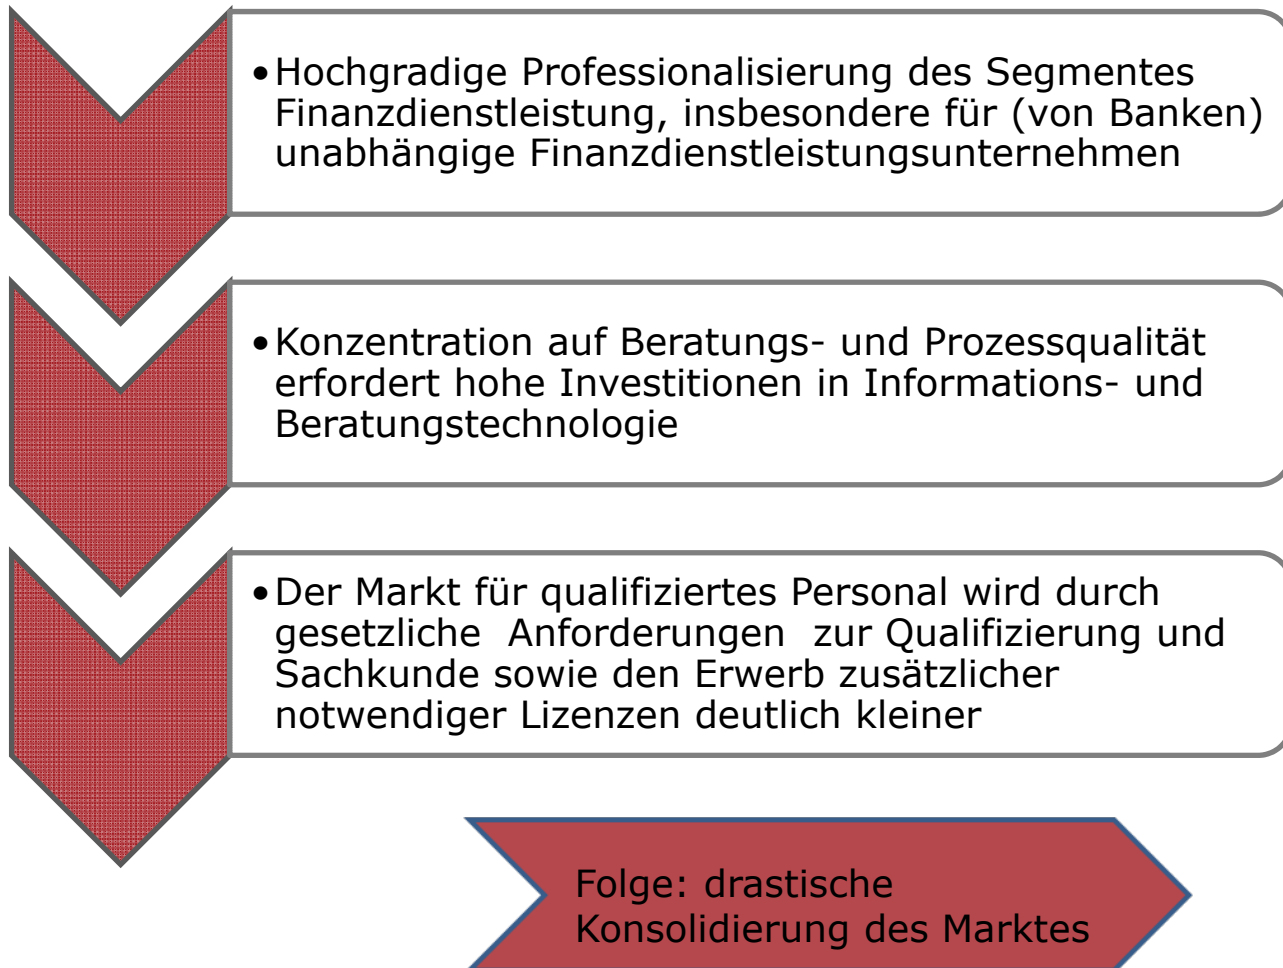 •Hochgradige Professionalisierung des Segmentes
Finanzdienstleistung, insbesondere für (von Banken)
unabhängige Finanzdienstleistungsunternehmen
•Konzentration auf Beratungs- und Prozessqualität
erfordert hohe Investitionen in Informations- und
Beratungstechnologie
•Der Markt für qualifiziertes Personal wird durch
gesetzliche  Anforderungen  zur Qualifizierung und
Sachkunde sowie den Erwerb zusätzlicher
notwendiger Lizenzen deutlich kleiner
Folge: drastische
Konsolidierung des Marktes